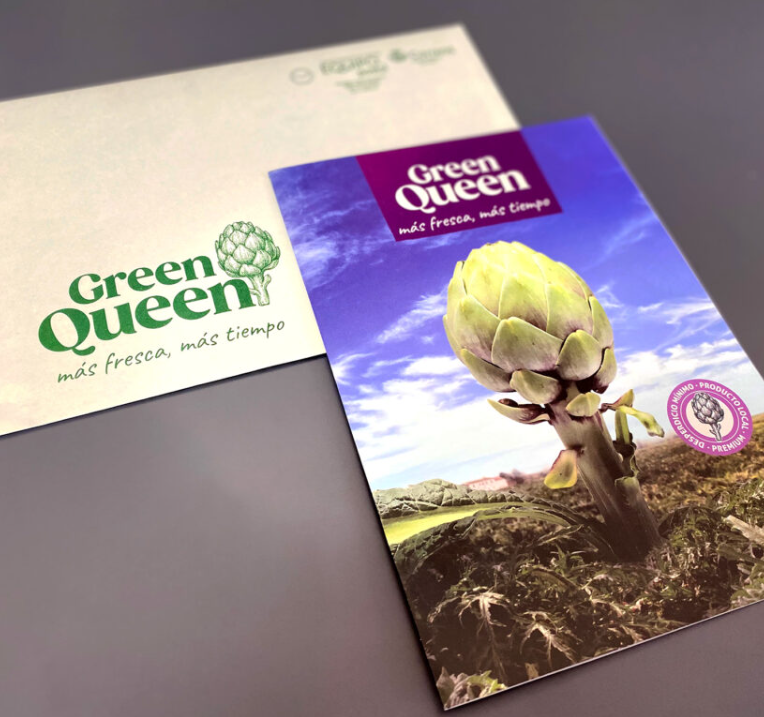 Green
Queen
más fresca, más tiempo
Green
Queen
más fresca, más tiempo
DESPERDICIO MÍNIMO · PRODUCTO LOCAL · PREMIUM ·